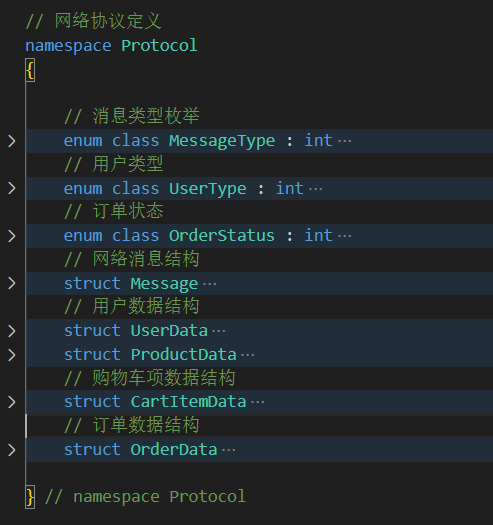 // 网络协议定义
namespace Protocol
{
// 消息类型枚举
enum class MessageType : int ···
// 用户类型
enum class UserType : int ···
// 订单状态
enum class OrderStatus : int ···
// 网络消息结构
struct Message ···
// 用户数据结构
struct UserData ···
struct ProductData ···
// 购物车项数据结构
struct CartItemData ···
// 订单数据结构
struct OrderData ···
} // namespace Protocol